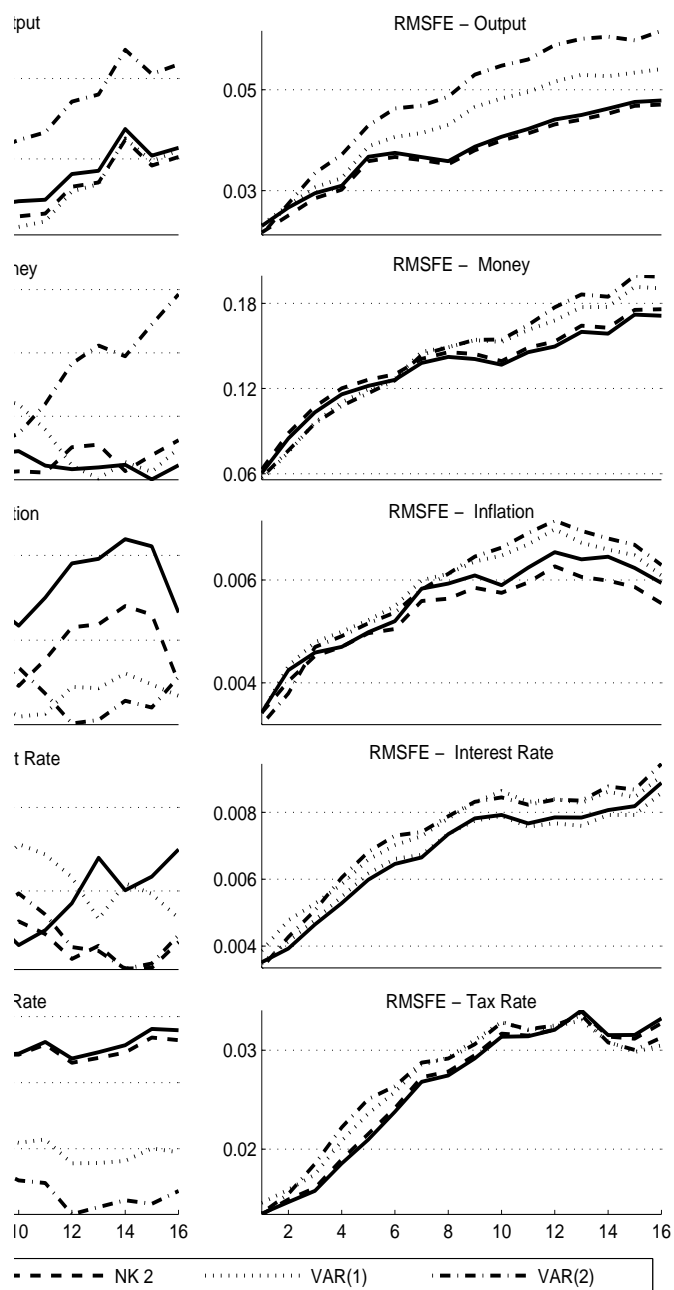 tput
RMSFE – Output
0.05
0.03
ney
RMSFE – Money
0.18
0.12
0.06
tion
RMSFE – Inflation
0.006
0.004
t Rate
RMSFE – Interest Rate
0.008
0.006
0.004
Rate
RMSFE – Tax Rate
0.03
0.02
10 12 14 16
2 4 6 8 10 12 14 16
NK 2 VAR(1) VAR(2)